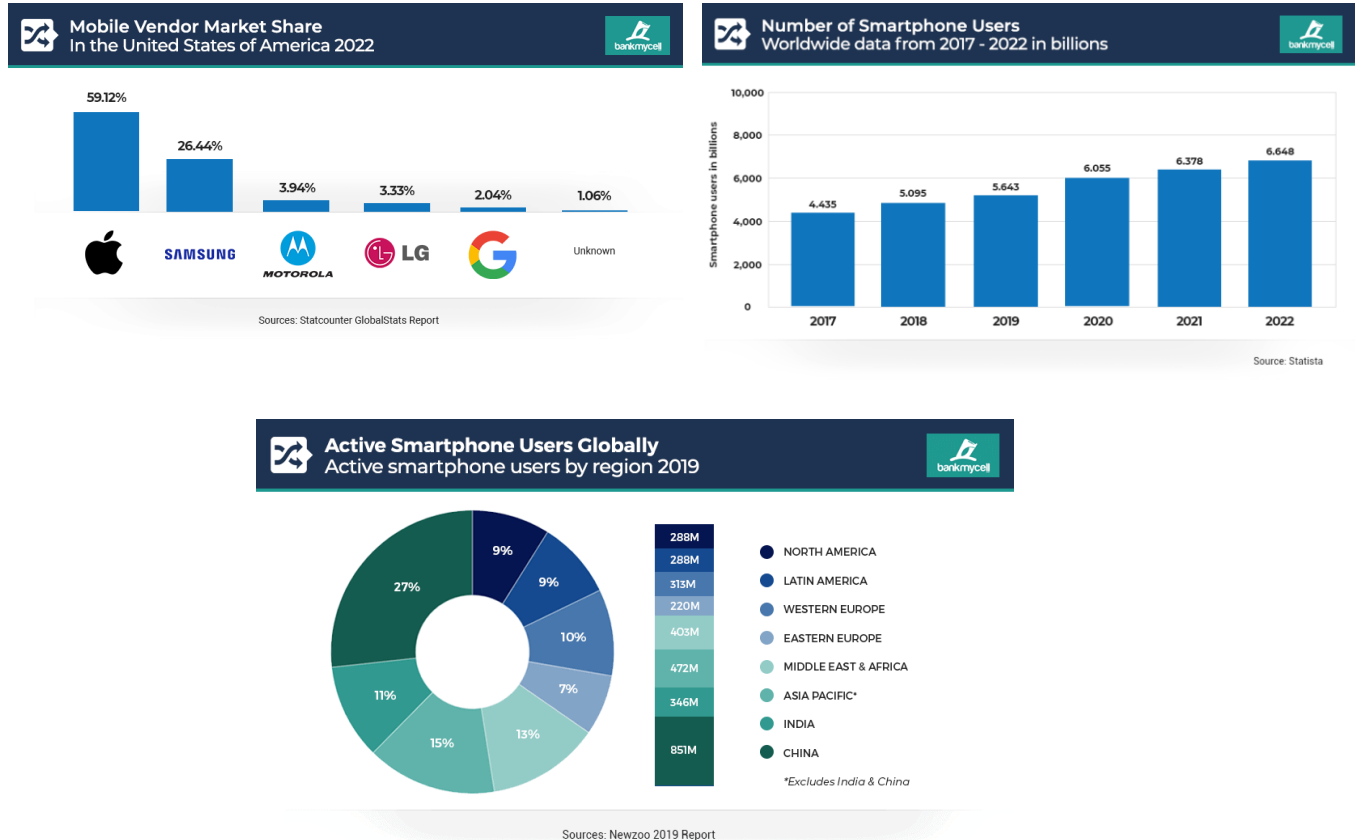 Mobile Vendor Market Share
In the United States of America 2022
bankmycell
59.12%
26.44%
3.94%
3.33%
2.04%
1.06%
SAMSUNG
MOTOROLA
LG
Unknown
Sources: Statcounter GlobalStats Report
Number of Smartphone Users
Worldwide data from 2017 - 2022 in billions
bankmycell
Smartphone users in billions
10,000
8,000
6,000
4,000
2,000
0
4.435
5.095
5.643
6.055
6.378
6.648
2017
2018
2019
2020
2021
2022
Source: Statista
Active Smartphone Users Globally
Active smartphone users by region 2019
bankmycell
9%
9%
10%
7%
13%
15%
11%
27%
288M
288M
313M
220M
403M
472M
346M
851M
NORTH AMERICA
LATIN AMERICA
WESTERN EUROPE
EASTERN EUROPE
MIDDLE EAST & AFRICA
ASIA PACIFIC*
INDIA
CHINA
*Excludes India & China
Sources: Newzoo 2019 Report